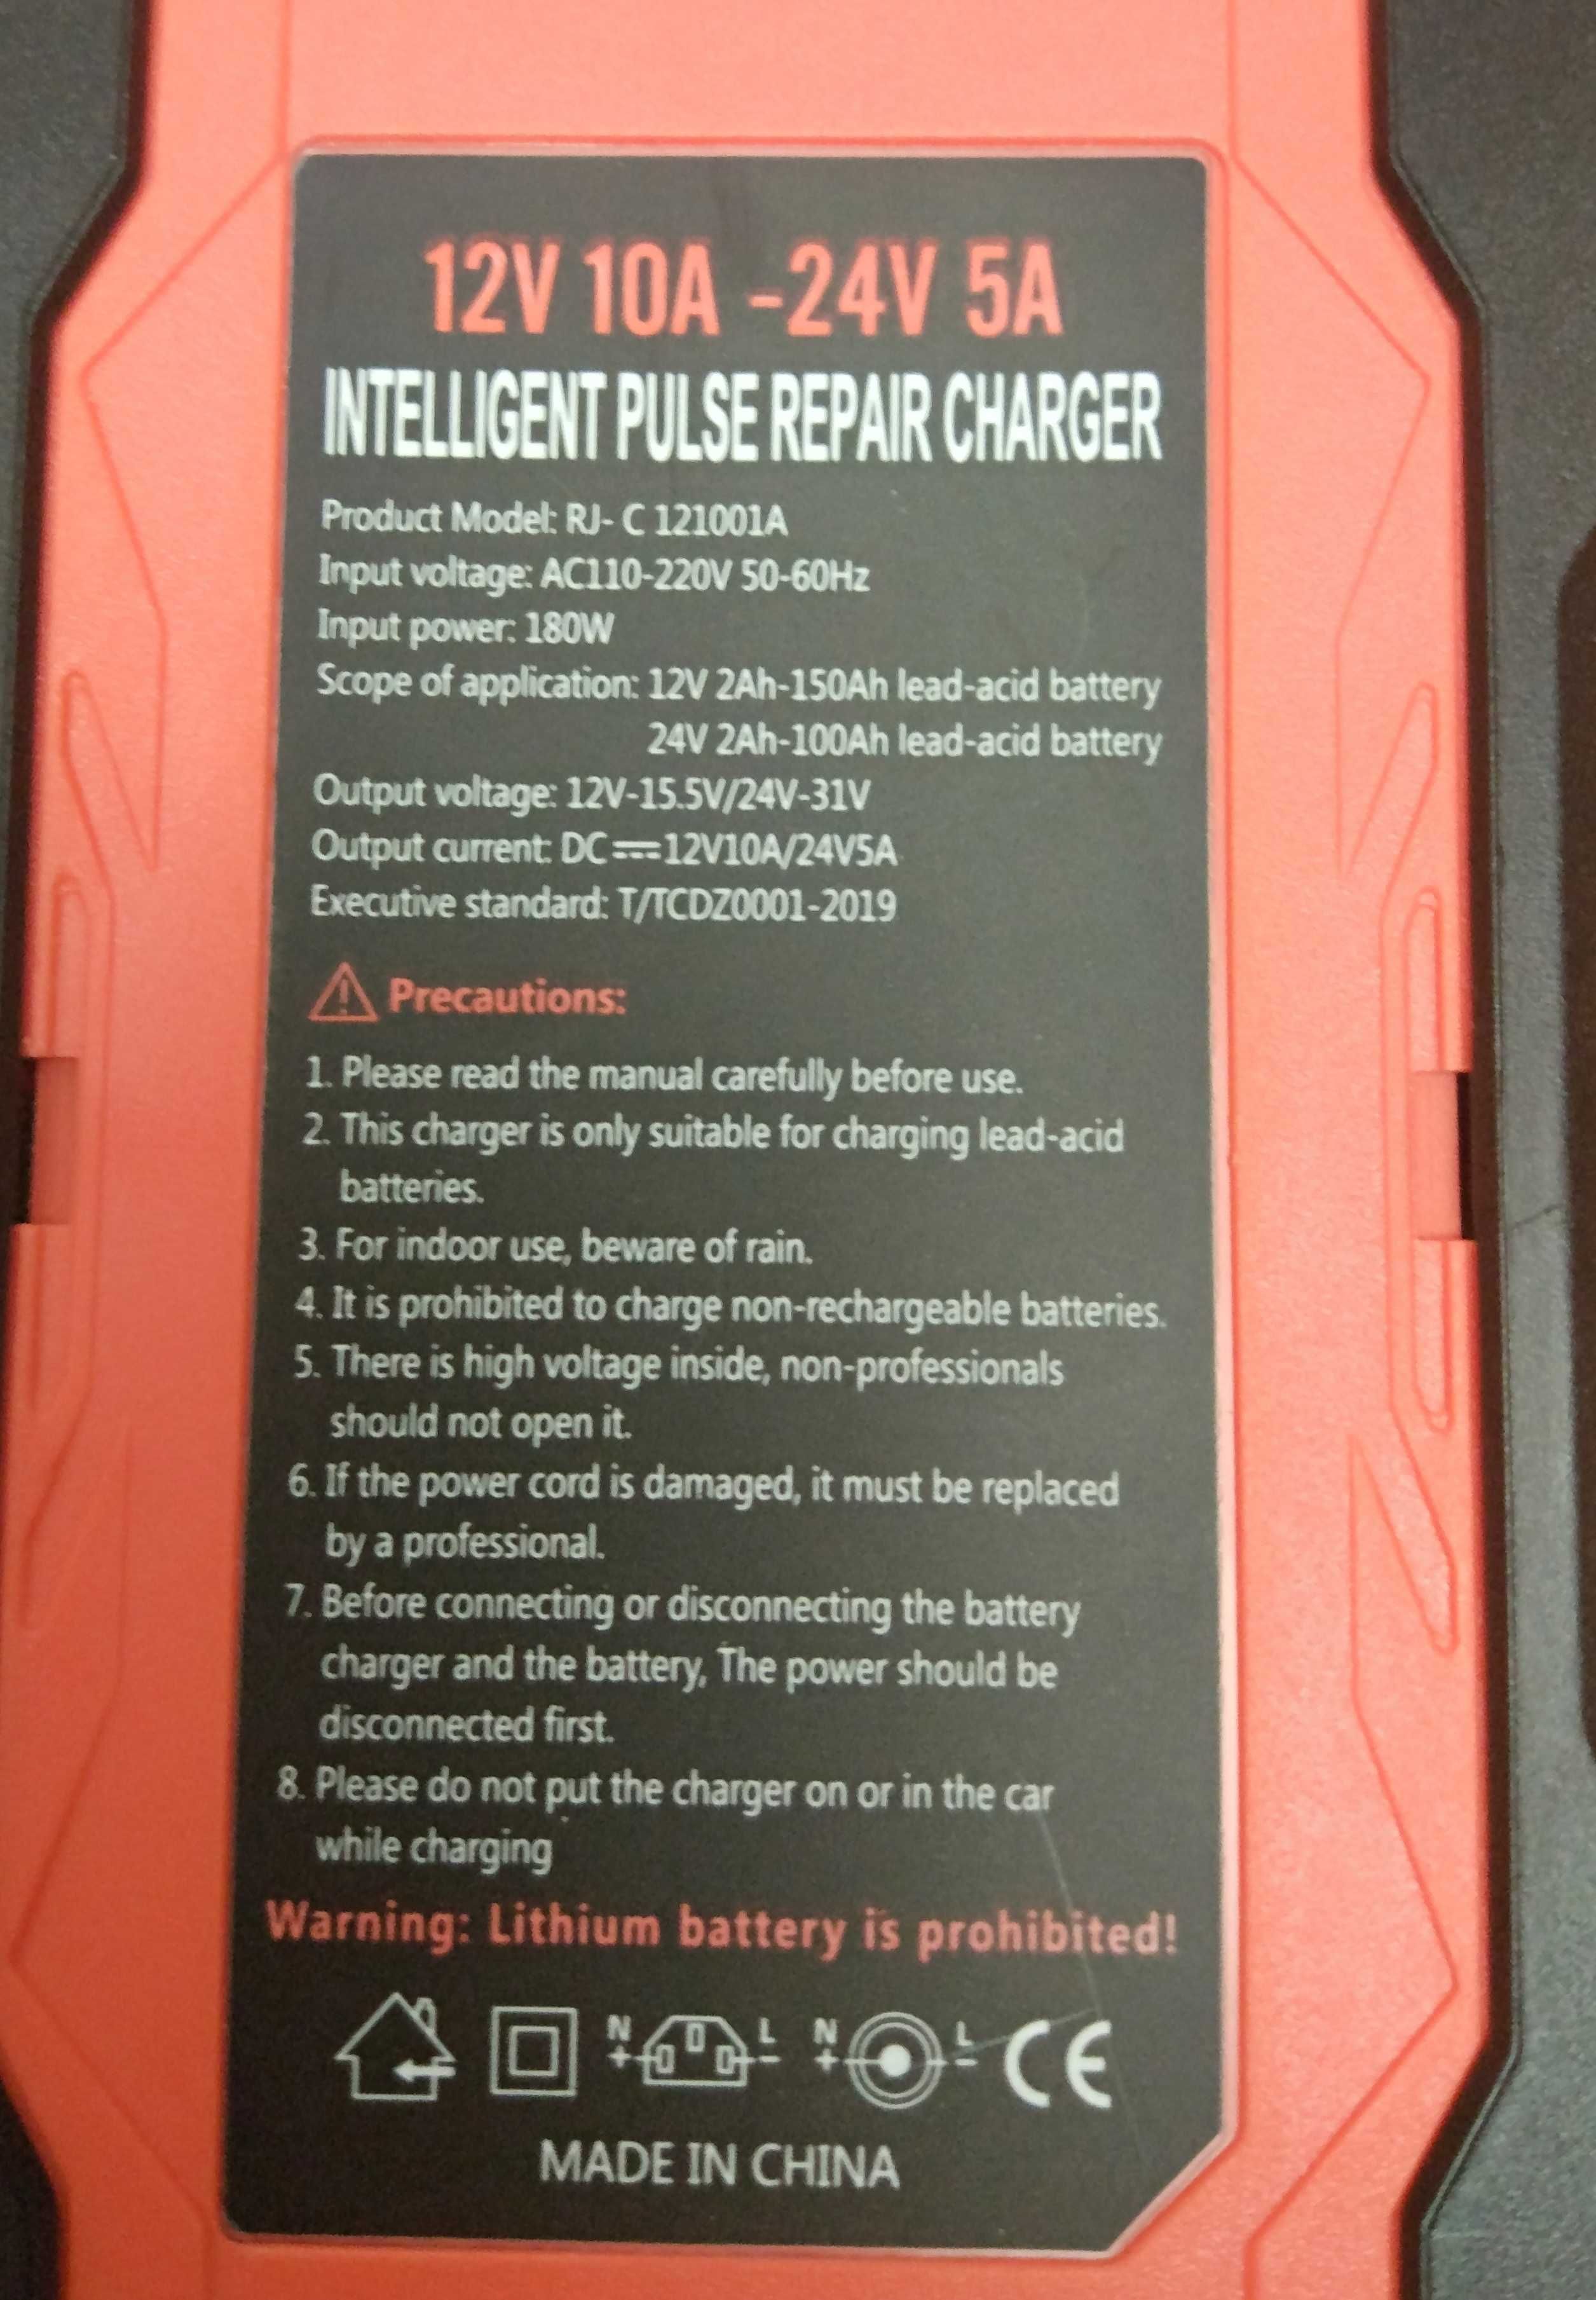 12V 10A -24V 5A
INTELLIGENT PULSE REPAIR CHARGER
Product Model: RJ- C 121001A
Input voltage: AC110-220V 50-60Hz
Input power: 180W
Scope of application: 12V 2Ah-150Ah lead-acid battery
24V 2Ah-100Ah lead-acid battery
Output voltage: 12V-15.5V/24V-31V
Output current: DC⎓12V10A/24V5A
Executive standard: T/TCDZ0001-2019
⚠ Precautions:
1. Please read the manual carefully before use.
2. This charger is only suitable for charging lead-acid
batteries.
3. For indoor use, beware of rain.
4. It is prohibited to charge non-rechargeable batteries.
5. There is high voltage inside, non-professionals
should not open it.
6. If the power cord is damaged, it must be replaced
by a professional.
7. Before connecting or disconnecting the battery
charger and the battery, The power should be
disconnected first.
8. Please do not put the charger on or in the car
while charging
Warning: Lithium battery is prohibited!
N + L - N + L - CE
MADE IN CHINA